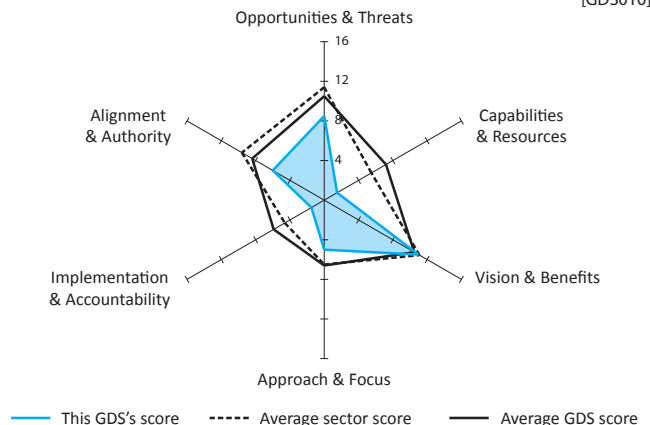 Opportunities & Threats
16
12
8
4
Alignment
& Authority
Capabilities
& Resources
Implementation
& Accountability
Vision & Benefits
Approach & Focus
This GDS's score
Average sector score
Average GDS score